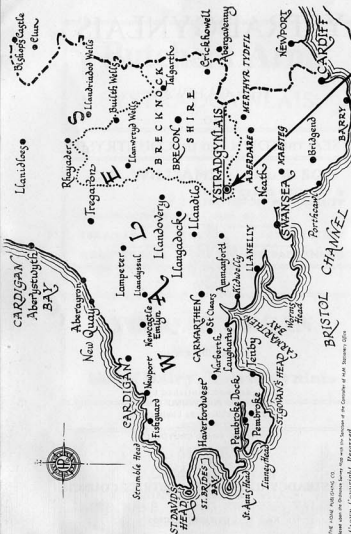 Bishop's Castle
Clun
Llanidloes
Llandrindod Wells
Rhayader
Builth Wells
Llanwrtyd Wells
Talgarth
BRECKNOCK
BRECON
SHIRE
Crickhowell
Abergavenny
NEWPORT
CARDIFF
MERTHYR TYDFIL
ABERDARE
YSTRADGYNLAIS
Neath
MAESTEG
Bridgend
BARRY
Porthcawl
SWANSEA
CARDIGAN
BAY
Aberystwyth
Tregaron
Aberayron
New Quay
Lampeter
Llandyssul
Newcastle
Emlyn
Llandovery
Llangadock
Llandilo
Ammanford
LLANELLY
Kidwelly
CARMARTHEN
St Clears
Laugharne
CARMARTHEN
BAY
Worms
Head
WALES
CARDIGAN
Newport
Fishguard
Strumble Head
Haverfordwest
Narberth
Tenby
Pembroke Dock
Pembroke
ST GOVANS HEAD
Linney Head
St. Ann's Head
ST. BRIDES
BAY
ST DAVIDS
HEAD
BRISTOL CHANNEL